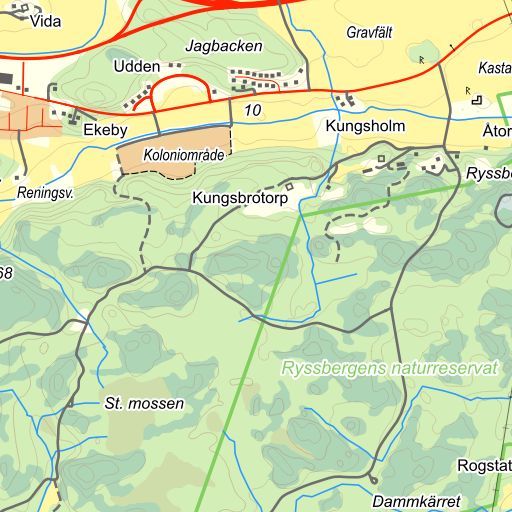 Vida
Gravfält
Jagbacken
Udden
Kasta
R
R
10
Ekeby
Kungsholm
Åtor
Koloniområde
Ryssbe
Reningsv.
Kungsbrotorp
68
Ryssbergens naturreservat
St. mossen
Rogstat
Dammkärret